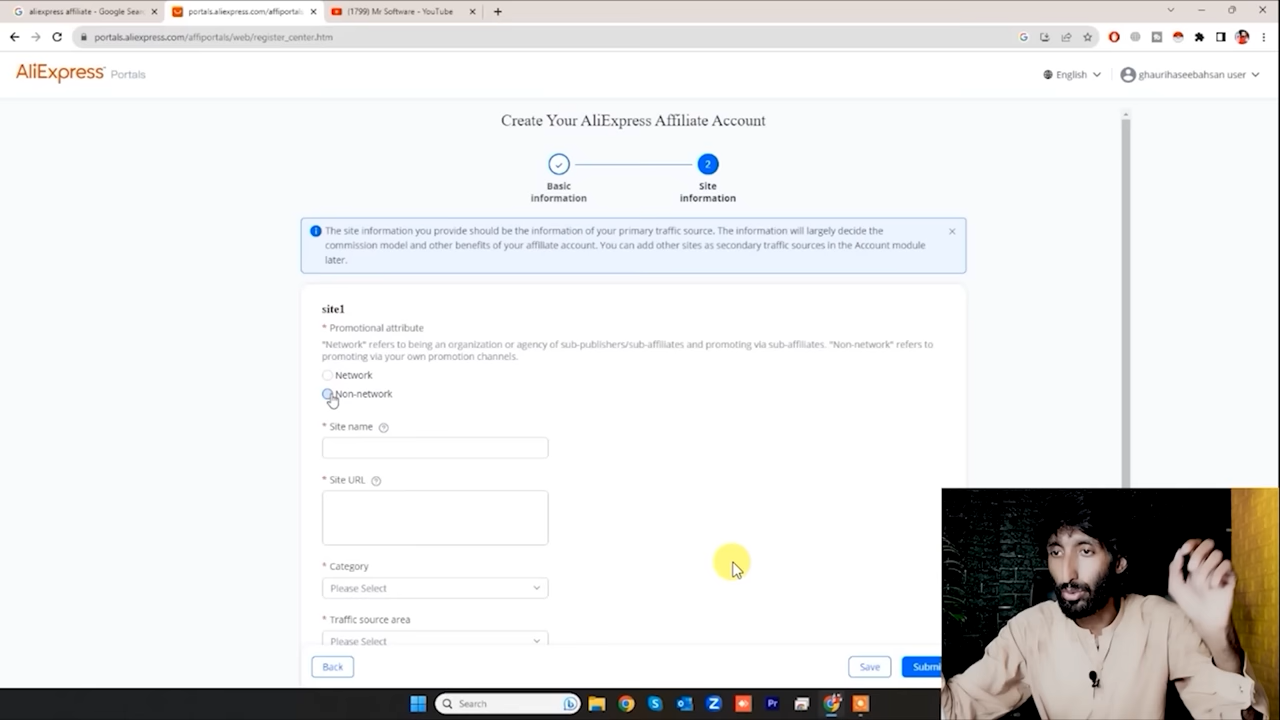 aliexpress affiliate - Google Sear
portals.aliexpress.com/affiportal
(1799) Mr Software - YouTube
portals.aliexpress.com/affiportals/web/register_center.htm
AliExpress Portals
English
ghaurihaseebahsan user
Create Your AliExpress Affiliate Account
2
Basic information
Site information
The site information you provide should be the information of your primary traffic source. The information will largely decide the
commission model and other benefits of your affiliate account. You can add other sites as secondary traffic sources in the Account module
later.
site1
* Promotional attribute
"Network" refers to being an organization or agency of sub-publishers/sub-affiliates and promoting via sub-affiliates. "Non-network" refers to
promoting via your own promotion channels.
Network
Non-network
* Site name
* Site URL
* Category
Please Select
* Traffic source area
Please Select
Back
Save
Submi
Search